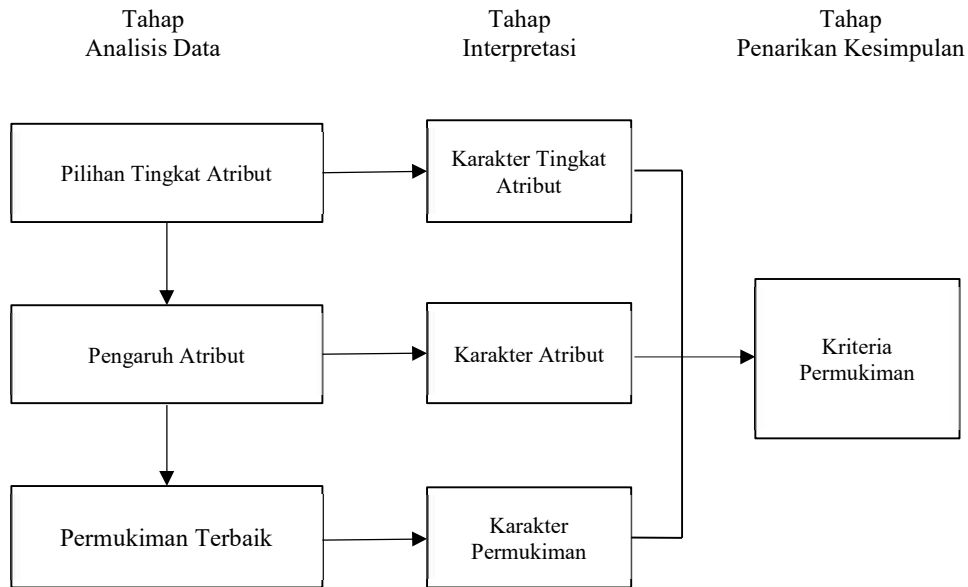 Tahap
Analisis Data
Tahap
Interpretasi
Tahap
Penarikan Kesimpulan
Pilihan Tingkat Atribut
Karakter Tingkat
Atribut
Pengaruh Atribut
Karakter Atribut
Kriteria
Permukiman
Permukiman Terbaik
Karakter
Permukiman